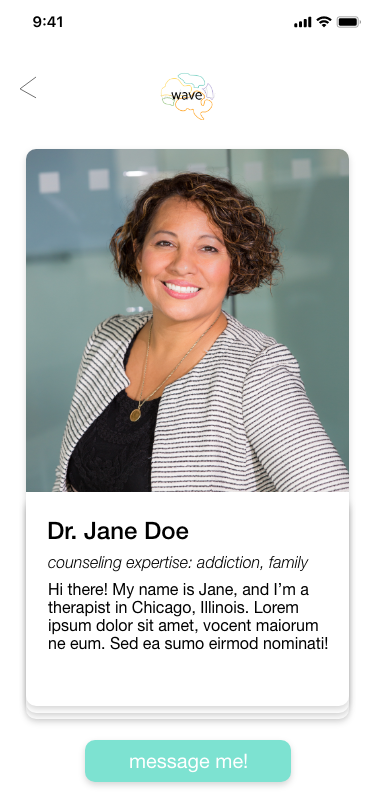 9:41
wave
Dr. Jane Doe
counseling expertise: addiction, family
Hi there! My name is Jane, and I'm a
therapist in Chicago, Illinois. Lorem
ipsum dolor sit amet, vocent maiorum
ne eum. Sed ea sumo eirmod nominati!
message me!